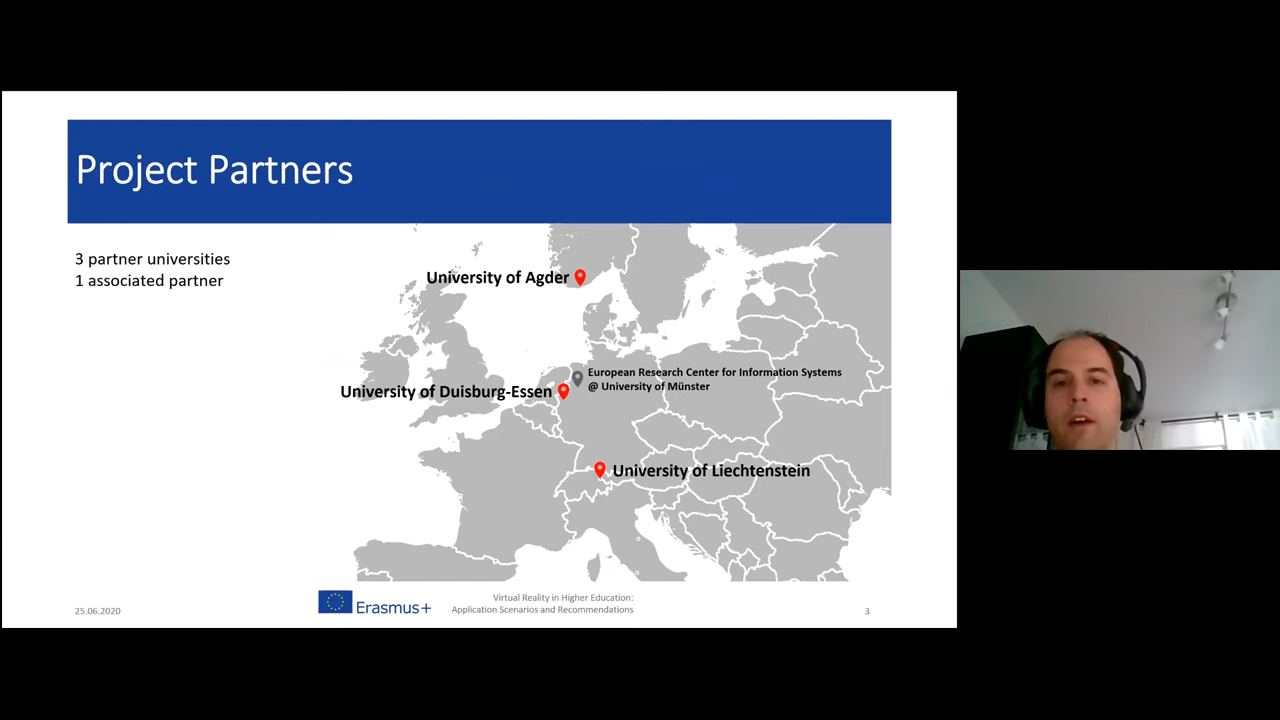 Project Partners
3 partner universities
1 associated partner
University of Agder
European Research Center for Information Systems
@ University of Münster
University of Duisburg-Essen
University of Liechtenstein
25.06.2020
Erasmus+
Virtual Reality in Higher Education:
Application Scenarios and Recommendations
3